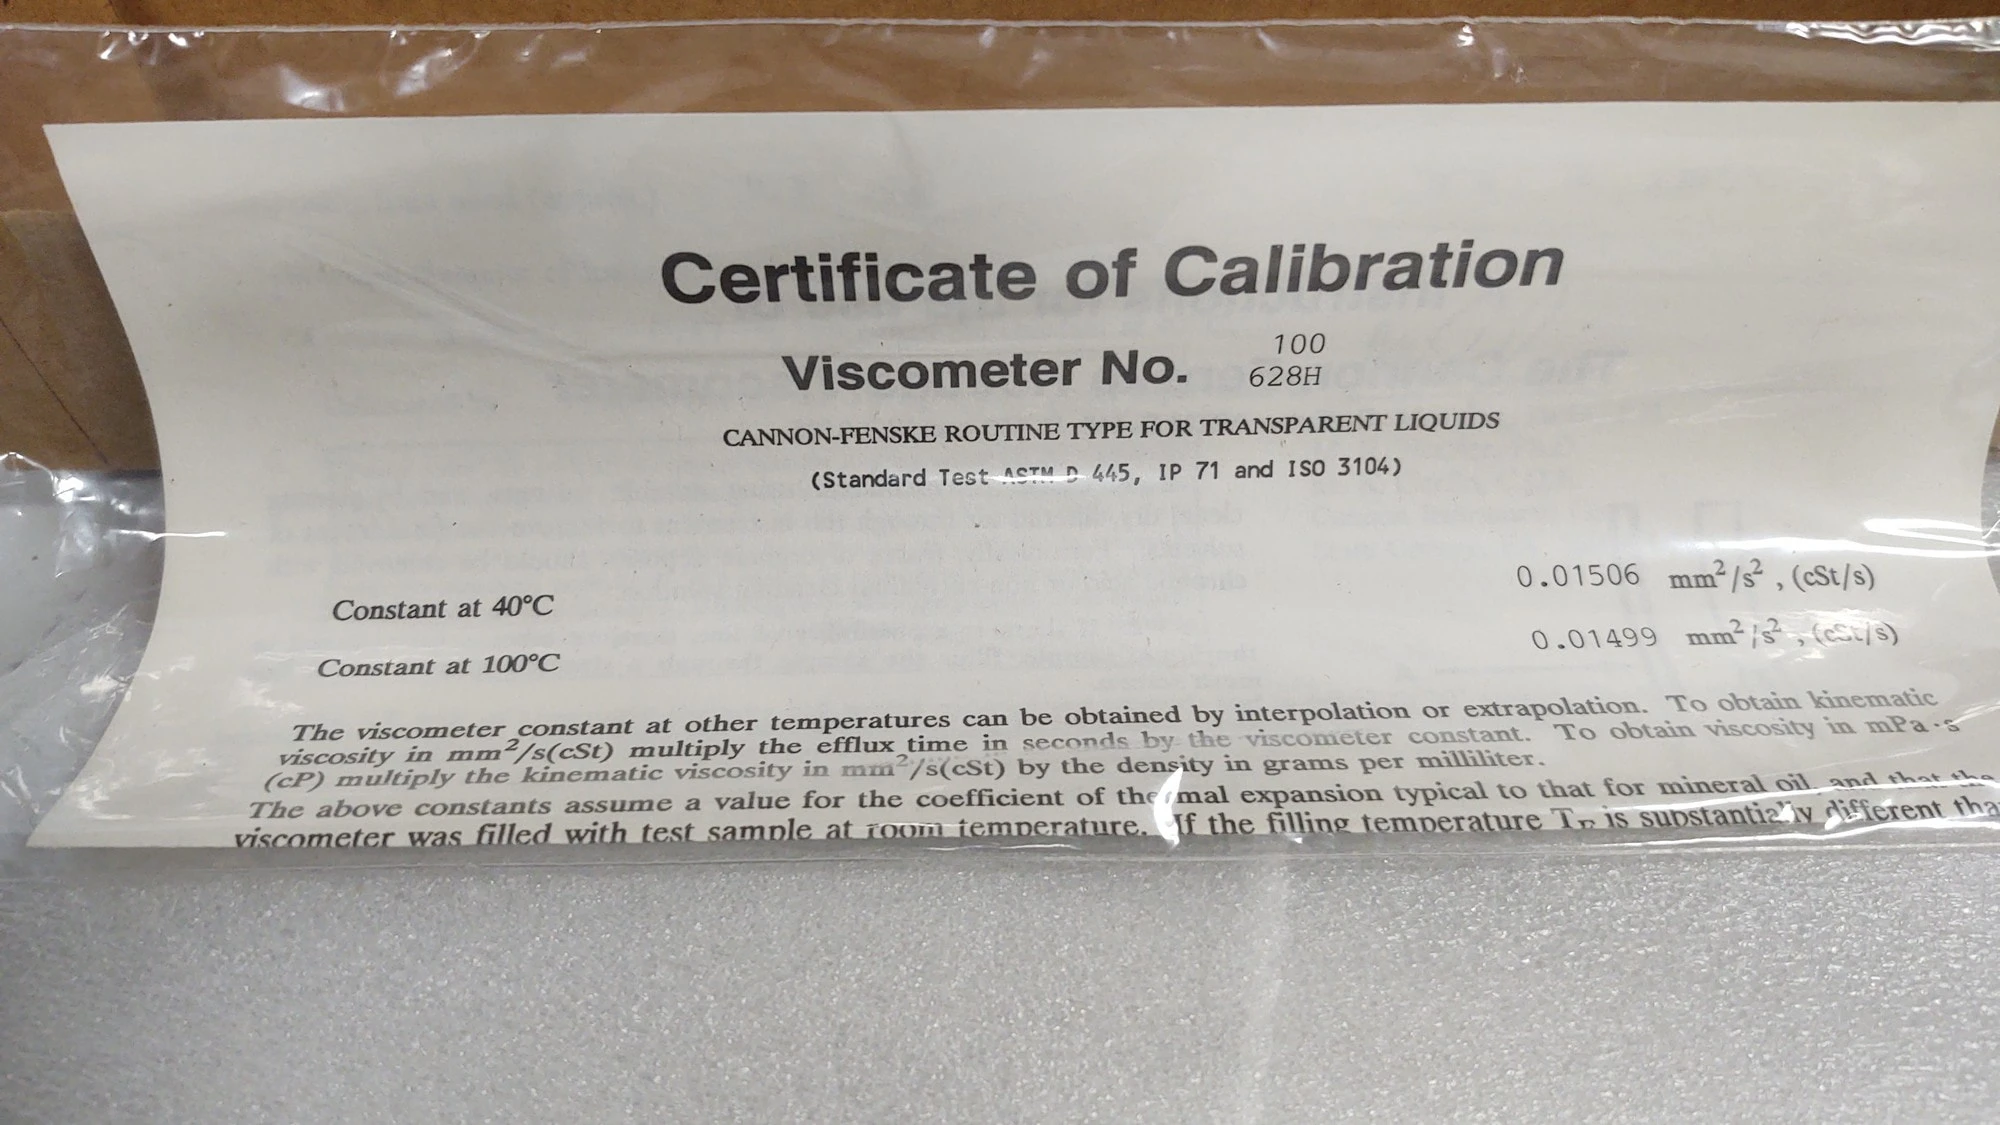 Certificate of Calibration
Viscometer No. 100
628H
CANNON-FENSKE ROUTINE TYPE FOR TRANSPARENT LIQUIDS
(Standard Test ASTM D 445, IP 71 and ISO 3104)
Constant at 40°C 0.01506 mm²/s², (cSt/s)
Constant at 100°C 0.01499 mm²/s², (cSt/s)
The viscometer constant at other temperatures can be obtained by interpolation or extrapolation. To obtain kinematic
viscosity in mm²/s(cSt) multiply the efflux time in seconds by the viscometer constant. To obtain viscosity in mPa·s
(cP) multiply the kinematic viscosity in mm²/s(cSt) by the density in grams per milliliter.
The above constants assume a value for the coefficient of thermal expansion typical to that for mineral oil, and that the
viscometer was filled with test sample at room temperature. If the filling temperature T_F is substantially different tha